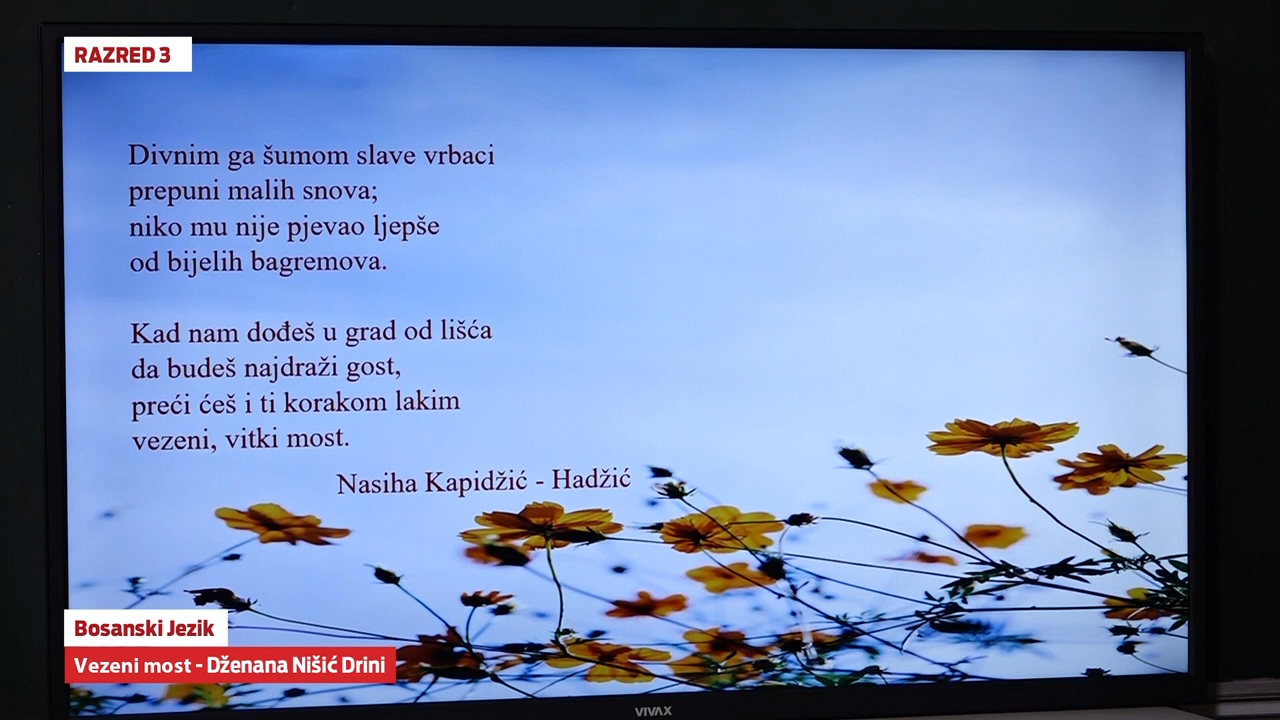 RAZRED 3
Divnim ga šumom slave vrbaci
prepuni malih snova;
niko mu nije pjevao ljepše
od bijelih bagremova.
Kad nam dođeš u grad od lišća
da budeš najdraži gost,
preći ćeš i ti korakom lakim
vezeni, vitki most.
Nasiha Kapidžić - Hadžić
Bosanski Jezik
Vezeni most - Dženana Nišić Drini
VIVAX